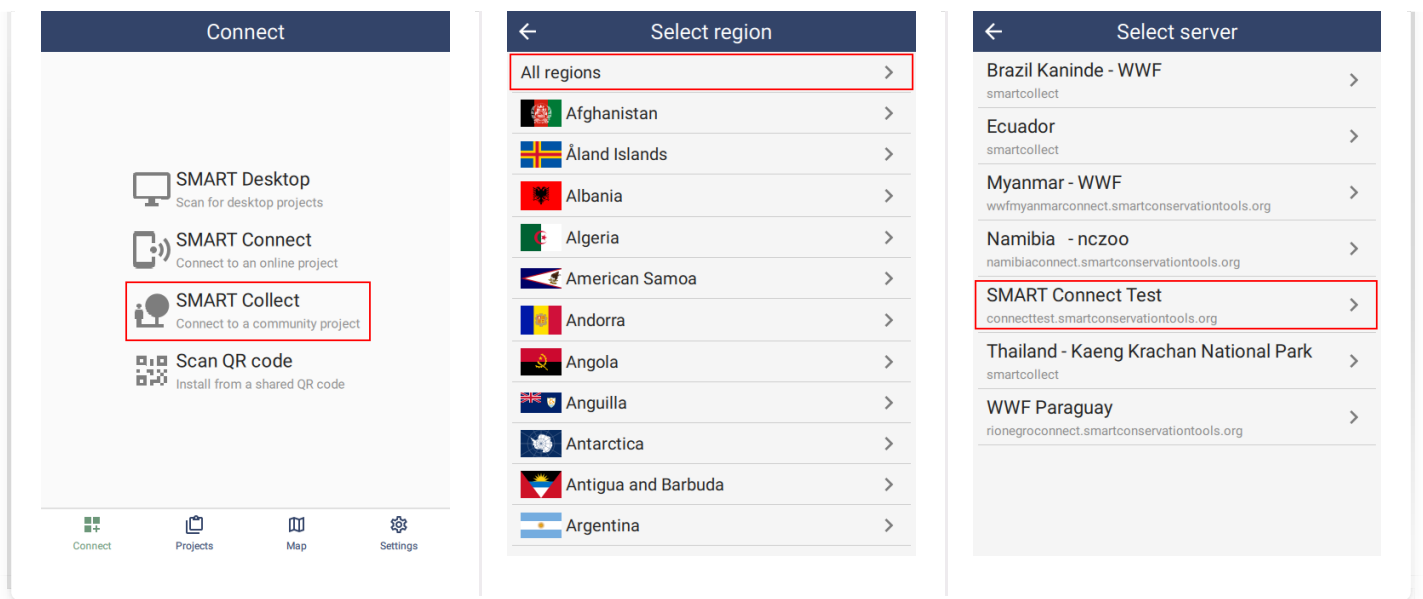 Connect
SMART Desktop
Scan for desktop projects
SMART Connect
Connect to an online project
SMART Collect
Connect to a community project
Scan QR code
Install from a shared QR code
Connect
Projects
Map
Settings
Select region
All regions
Afghanistan
Åland Islands
Albania
Algeria
American Samoa
Andorra
Angola
Anguilla
Antarctica
Antigua and Barbuda
Argentina
Select server
Brazil Kaninde - WWF
smartcollect
Ecuador
smartcollect
Myanmar - WWF
wwfmyanmarconnect.smartconservationtools.org
Namibia - nczoo
namibiaconnect.smartconservationtools.org
SMART Connect Test
connecttest.smartconservationtools.org
Thailand - Kaeng Krachan National Park
smartcollect
WWF Paraguay
rionegroconnect.smartconservationtools.org